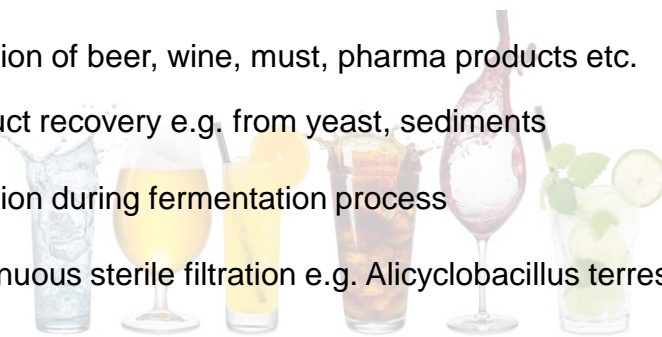 ion of beer, wine, must, pharma products etc.
uct recovery e.g. from yeast, sediments
ion during fermentation process
nuous sterile filtration e.g. Alicyclobacillus terres